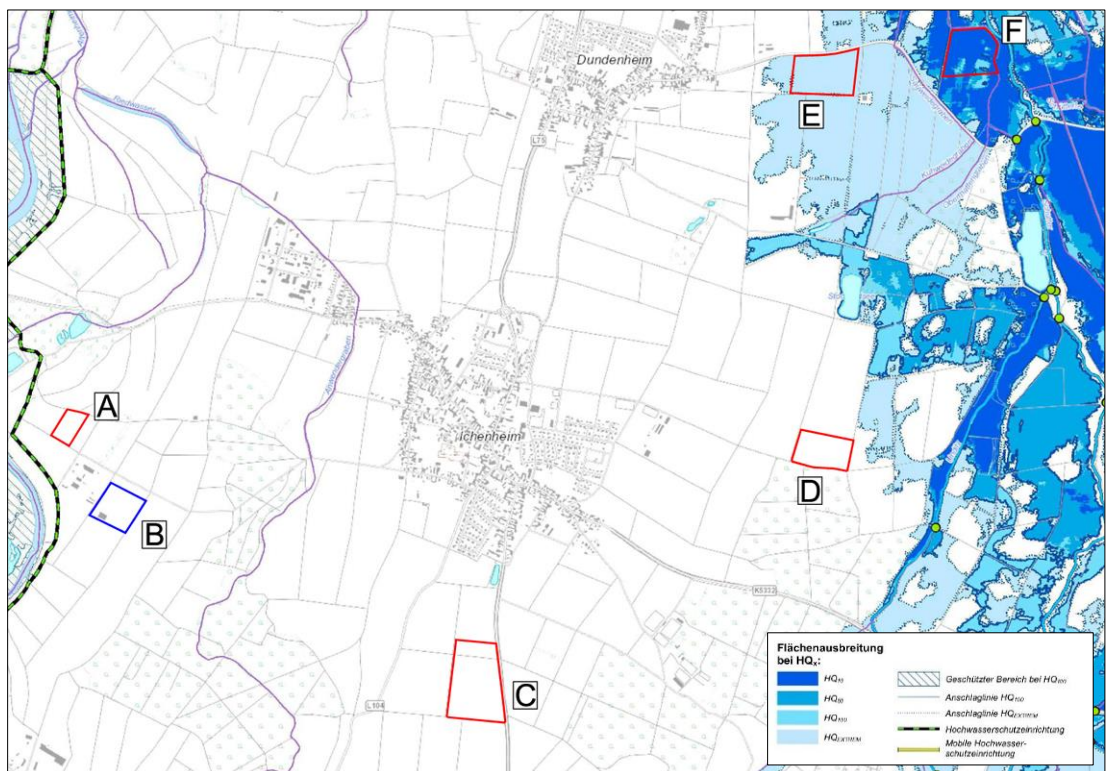 Dundenheim
F
E
L75
Riedwasser
A
Ichenheim
B
D
K5332
C
L104
Flächenausbreitung
bei HQx:
HQ10
HQ50
HQ100
HQEXTREM
Geschützter Bereich bei HQ100
Anschlaglinie HQ100
Anschlaglinie HQEXTREM
Hochwasserschutzeinrichtung
Mobile Hochwasser-
schutzeinrichtung